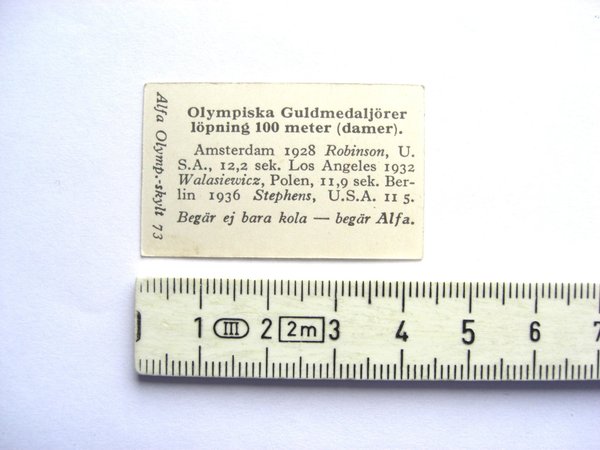 Olympiska Guldmedaljörer
löpning 100 meter (damer).
Amsterdam 1928 Robinson, U.
S.A., 12,2 sek. Los Angeles 1932
Walasiewicz, Polen, 11,9 sek. Ber-
lin 1936 Stephens, U.S.A. 11 5.
Begär ej bara kola — begär Alfa.
Alfa Olymp.-skylt 73
1 III 2 2m 3 4 5 6 7